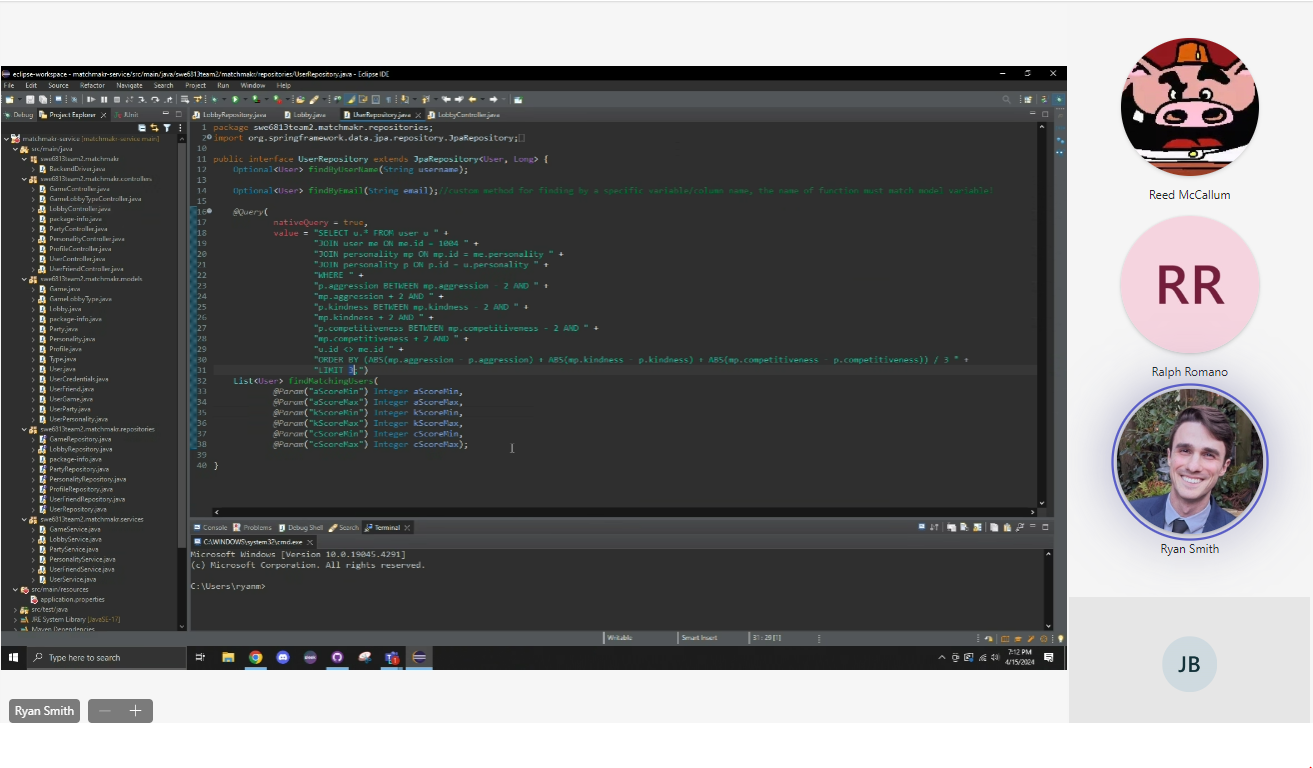 eclipse-workspace - matchmakr-service/src/main/java/swe6813team2/matchmakr/repositories/UserRepository.java - Eclipse IDE
File Edit Source Refactor Navigate Search Project Run Window Help
Debug Project Explorer JUnit
matchmakr-service [matchmakr-service main]
src/main/java
swe6813team2.matchmakr
BackendDriver.java
swe6813team2.matchmakr.controllers
GameController.java
GameLobbyTypeController.java
LobbyController.java
package-info.java
PartyController.java
PersonalityController.java
ProfileController.java
UserController.java
UserFriendController.java
swe6813team2.matchmakr.models
Game.java
GameLobbyType.java
Lobby.java
package-info.java
Party.java
Personality.java
Profile.java
Type.java
User.java
UserCredentials.java
UserFriend.java
UserGame.java
UserParty.java
UserPersonality.java
swe6813team2.matchmakr.repositories
GameRepository.java
LobbyRepository.java
package-info.java
PartyRepository.java
PersonalityRepository.java
ProfileRepository.java
UserFriendRepository.java
UserRepository.java
swe6813team2.matchmakr.services
GameService.java
LobbyService.java
PartyService.java
PersonalityService.java
UserFriendService.java
UserService.java
src/main/resources
application.properties
src/test/java
JRE System Library [JavaSE-17]
Maven Dependencies
LobbyRepository.java Lobby.java UserRepository.java LobbyController.java
1 package swe6813team2.matchmakr.repositories;
2 import org.springframework.data.jpa.repository.JpaRepository;
10
11 public interface UserRepository extends JpaRepository<User, Long> {
12 Optional<User> findByUserName(String username);
13
14 Optional<User> findByEmail(String email);//custom method for finding by a specific variable/column name, the name of function must match model variable!
15
16 @Query(
17 nativeQuery = true,
18 value = "SELECT u.* FROM user u " +
19 "JOIN user me ON me.id = 1004 " +
20 "JOIN personality mp ON mp.id = me.personality " +
21 "JOIN personality p ON p.id = u.personality " +
22 "WHERE " +
23 "p.aggression BETWEEN mp.aggression - 2 AND " +
24 "mp.aggression + 2 AND " +
25 "p.kindness BETWEEN mp.kindness - 2 AND " +
26 "mp.kindness + 2 AND " +
27 "p.competitiveness BETWEEN mp.competitiveness - 2 AND " +
28 "mp.competitiveness + 2 AND " +
29 "u.id <> me.id " +
30 "ORDER BY (ABS(mp.aggression - p.aggression) + ABS(mp.kindness - p.kindness) + ABS(mp.competitiveness - p.competitiveness)) / 3 " +
31 "LIMIT 3;")
32 List<User> findMatchingUsers(
33 @Param("aScoreMin") Integer aScoreMin,
34 @Param("aScoreMax") Integer aScoreMax,
35 @Param("kScoreMin") Integer kScoreMin,
36 @Param("kScoreMax") Integer kScoreMax,
37 @Param("cScoreMin") Integer cScoreMin,
38 @Param("cScoreMax") Integer cScoreMax);
39
40 }
Console Problems Debug Shell Search Terminal
C:\WINDOWS\system32\cmd.exe
Microsoft Windows [Version 10.0.19045.4291]
(c) Microsoft Corporation. All rights reserved.
C:\Users\ryanm>
Writable Smart Insert 31 : 29 [1]
Type here to search
7:12 PM
4/15/2024
Ryan Smith
Reed McCallum
RR
Ralph Romano
Ryan Smith
JB